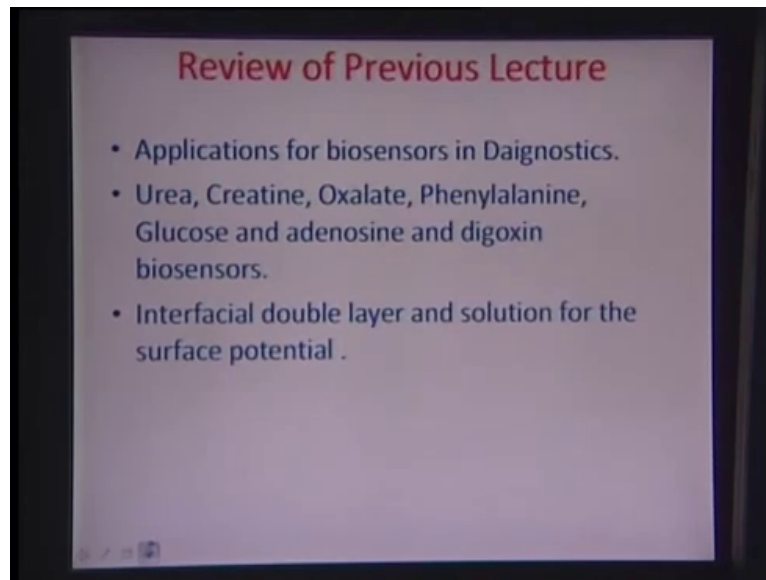 Review of Previous Lecture
• Applications for biosensors in Daignostics.
• Urea, Creatine, Oxalate, Phenylalanine,
Glucose and adenosine and digoxin
biosensors.
• Interfacial double layer and solution for the
surface potential .